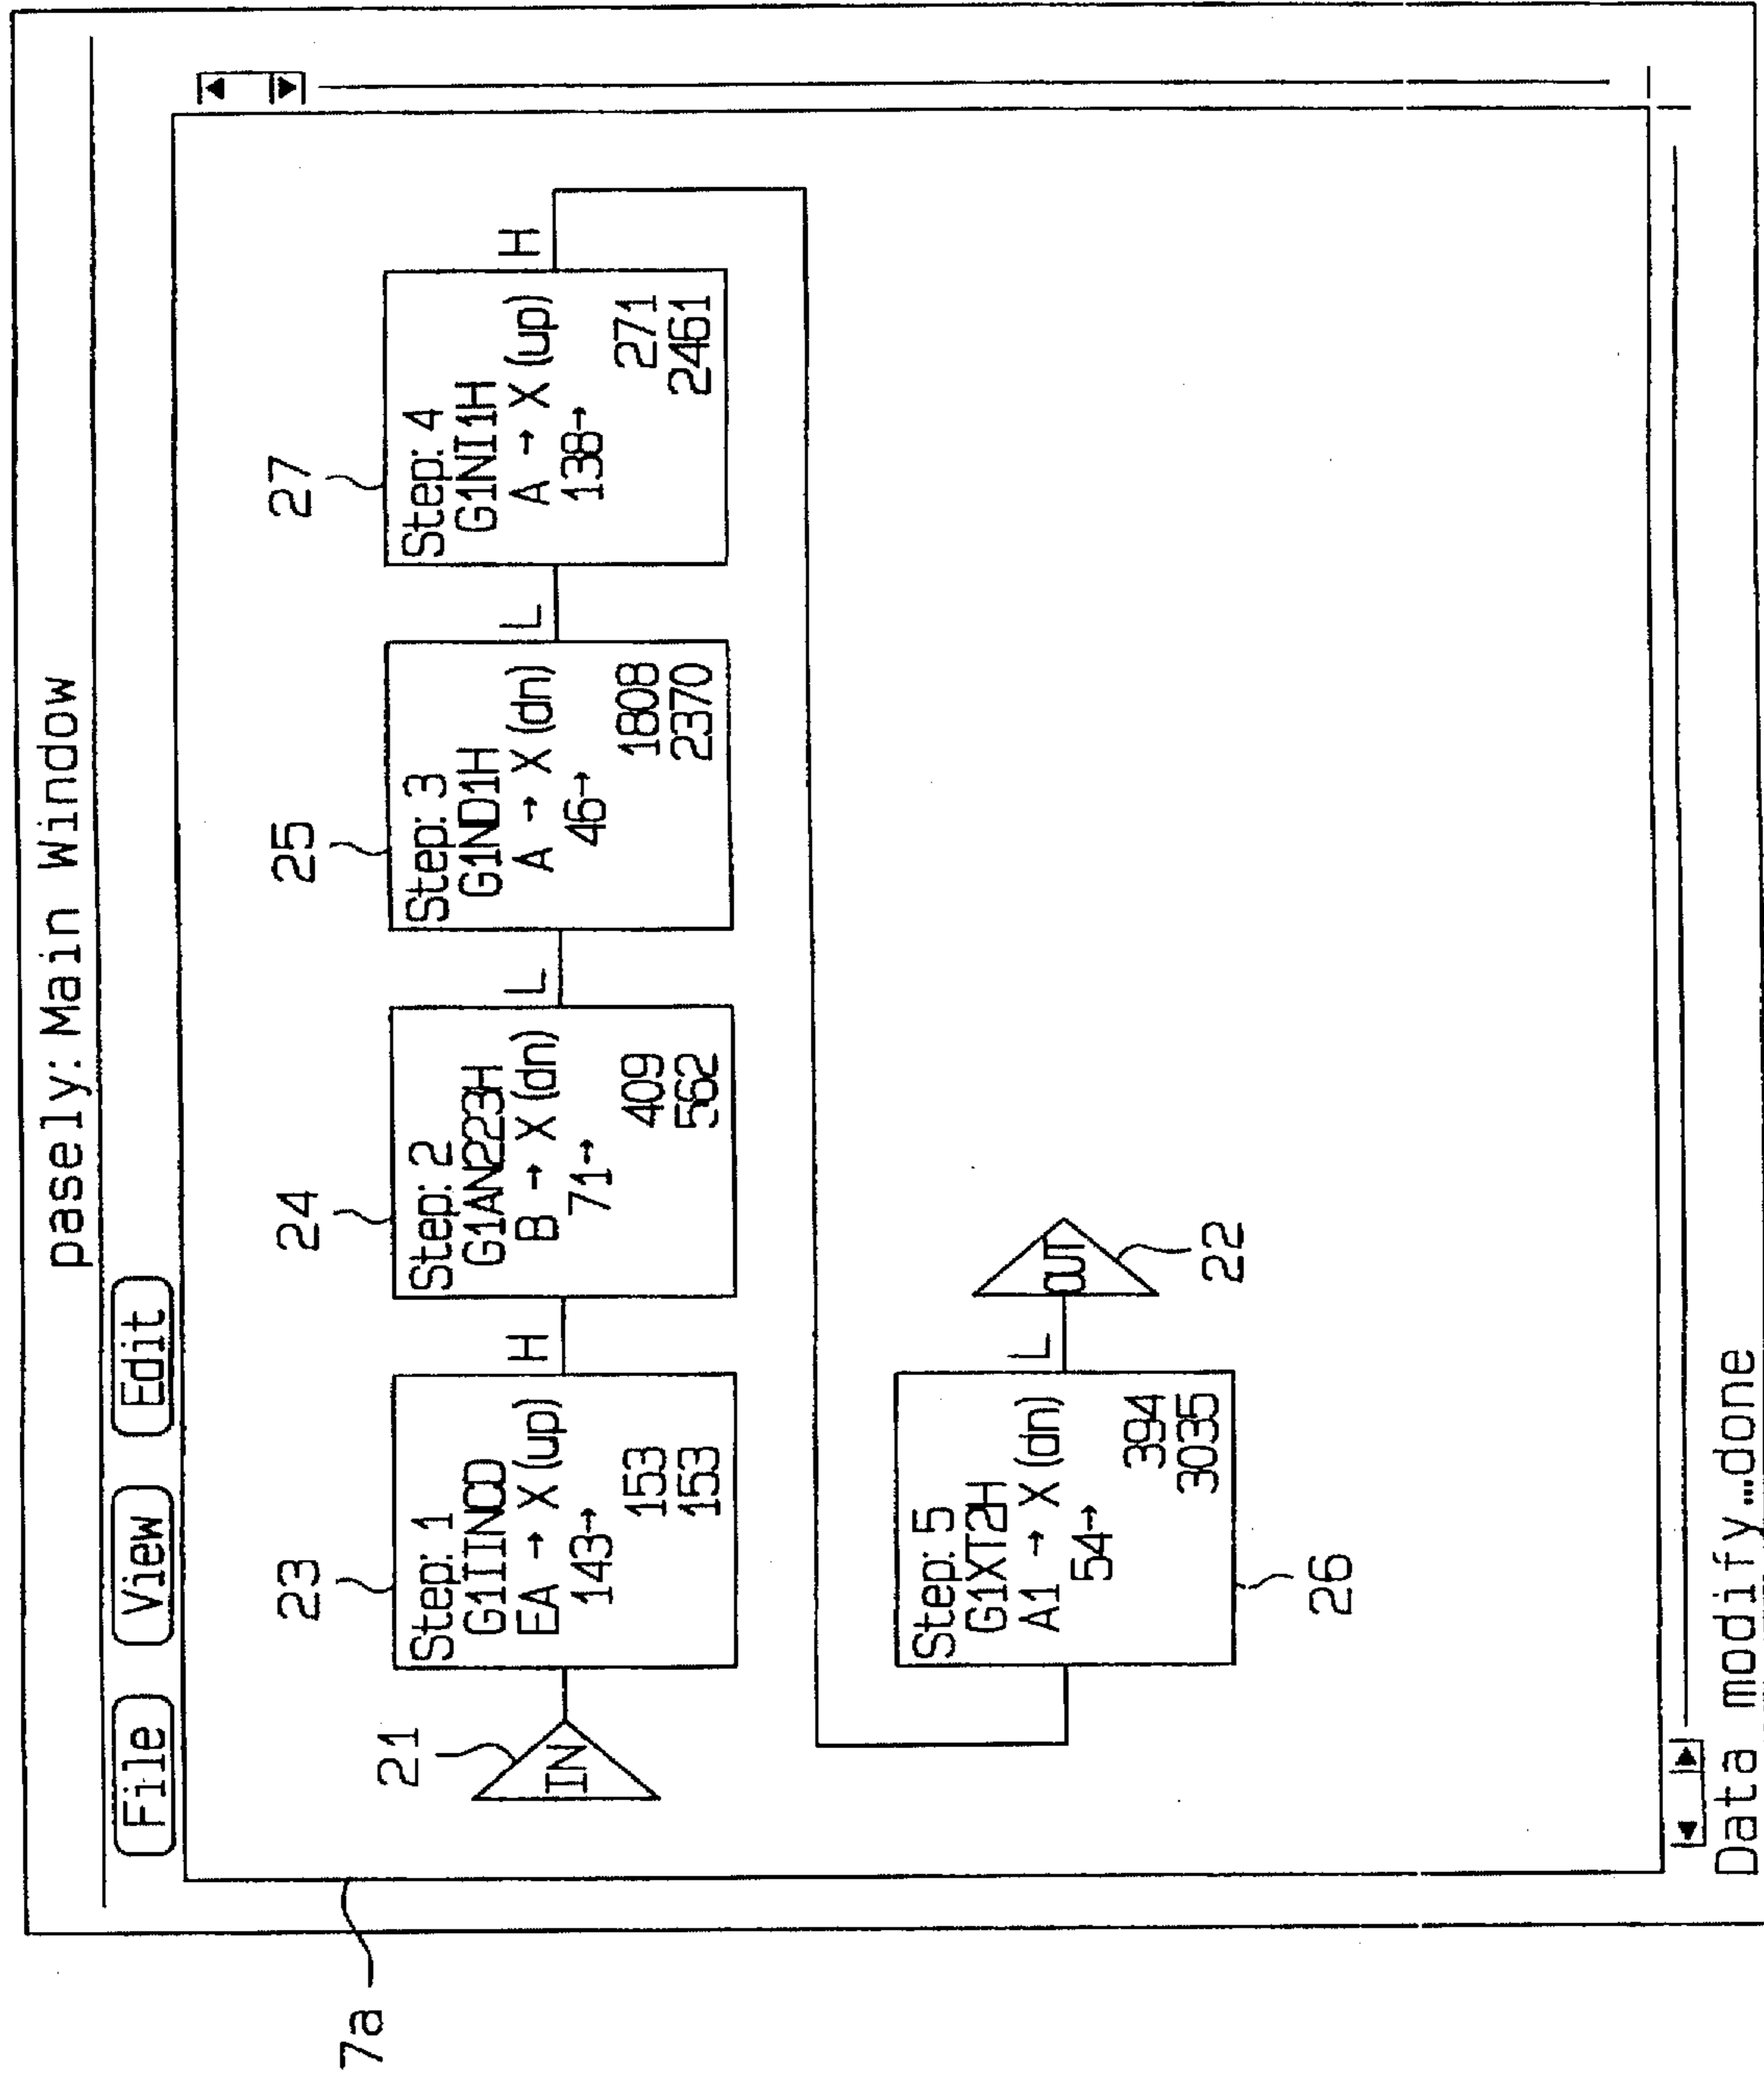 pasely: Main Window
File View Edit
7a
21
IN
23
Step: 1
G1IINCD
EA → X (up)
143→
153
153
H
24
Step: 2
G1AN223H
B → X (dn)
71→
409
562
L
25
Step: 3
G1ND1H
A → X (dn)
46→
1808
2370
L
27
Step: 4
G1NI1H
A → X (up)
138→
271
2461
H
Step: 5
G1XT2H
A1 → X (dn)
54→
394
3035
26
L
OUT
22
Data modify...done